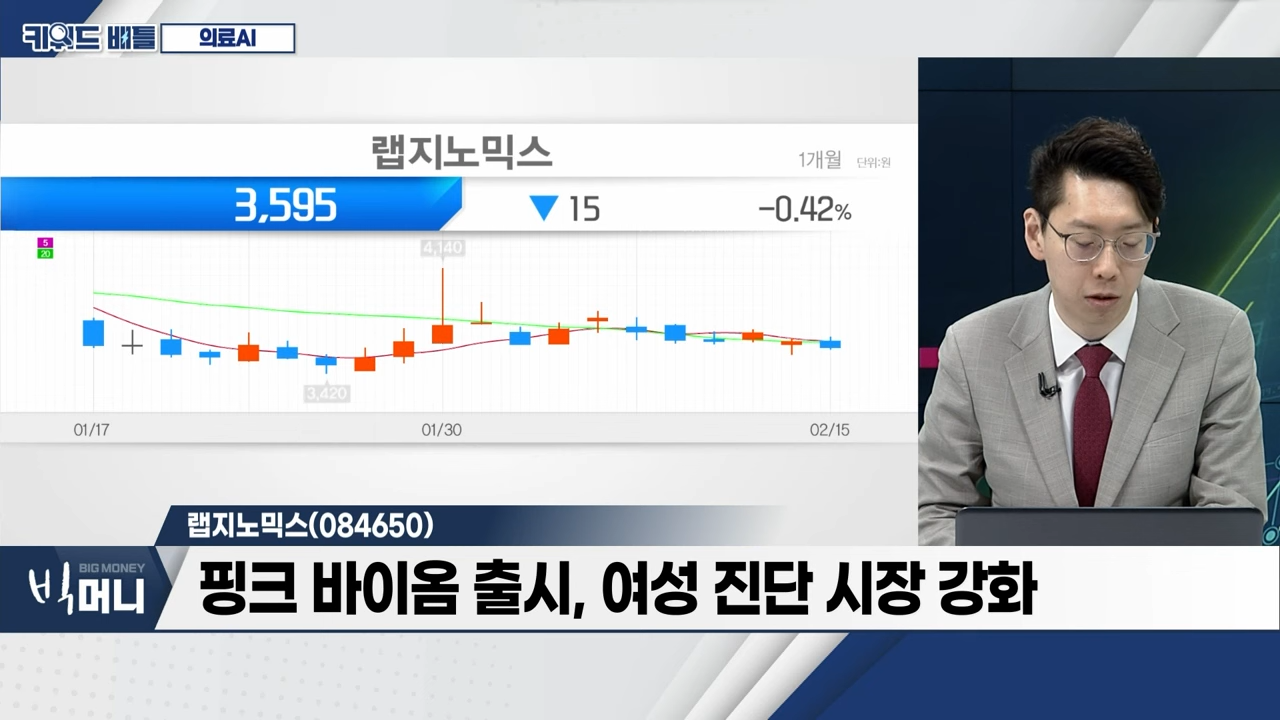 키워드 배틀
의료AI
랩지노믹스
1개월 단위:원
3,595 ▼ 15 -0.42%
5
20
4,140
3,420
01/17 01/30 02/15
랩지노믹스(084650)
BIG MONEY
빅머니
핑크 바이옴 출시, 여성 진단 시장 강화